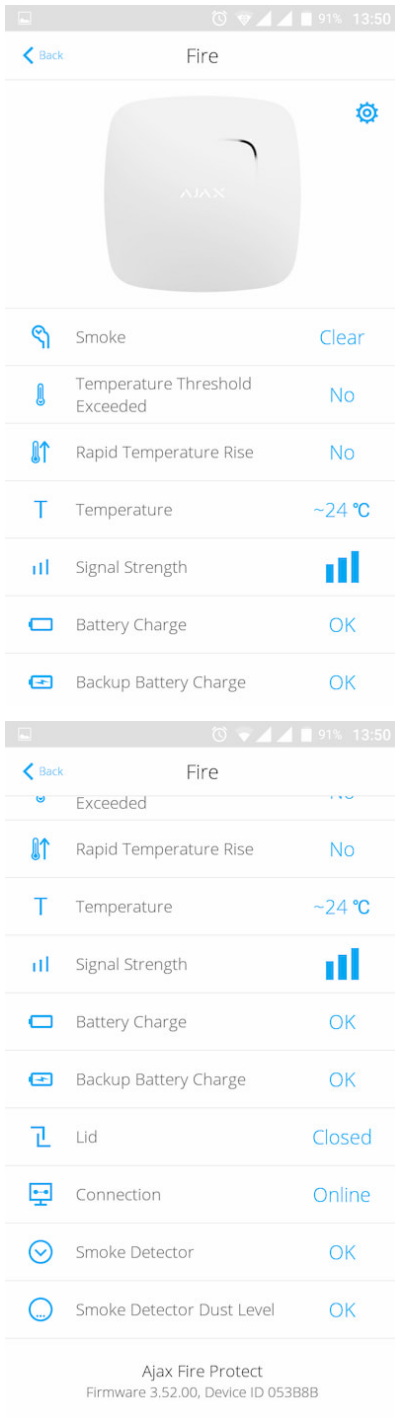 91% 13:50
Back Fire
AJAX
Smoke Clear
Temperature Threshold
Exceeded No
Rapid Temperature Rise No
T Temperature ~24 °C
Signal Strength
Battery Charge OK
Backup Battery Charge OK
91% 13:50
Back Fire
Exceeded No
Rapid Temperature Rise No
T Temperature ~24 °C
Signal Strength
Battery Charge OK
Backup Battery Charge OK
Lid Closed
Connection Online
Smoke Detector OK
Smoke Detector Dust Level OK
Ajax Fire Protect
Firmware 3.52.00, Device ID 053B8B